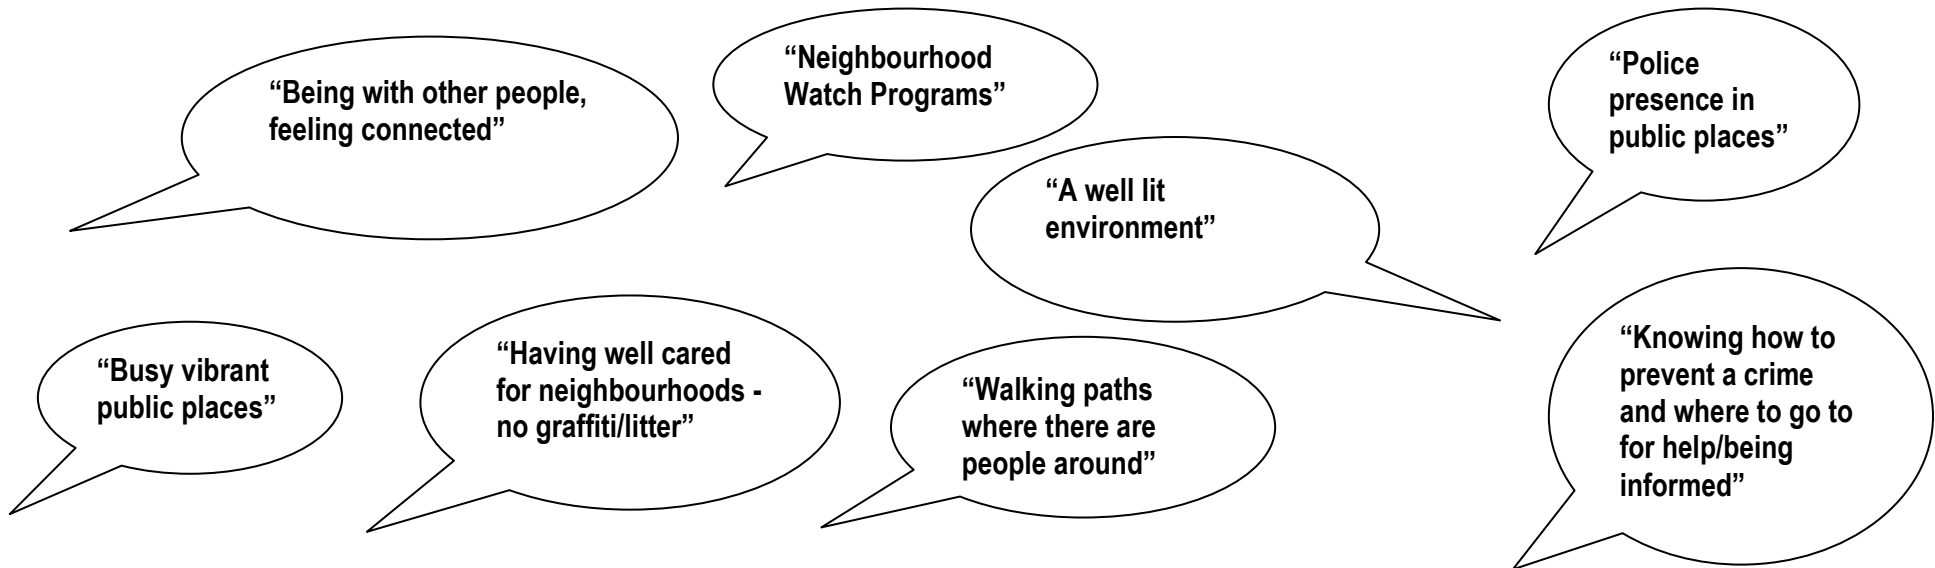 “Being with other people,
feeling connected”
“Neighbourhood
Watch Programs”
“A well lit
environment”
“Police
presence in
public places”
“Busy vibrant
public places”
“Having well cared
for neighbourhoods -
no graffiti/litter”
“Walking paths
where there are
people around”
“Knowing how to
prevent a crime
and where to go to
for help/being
informed”